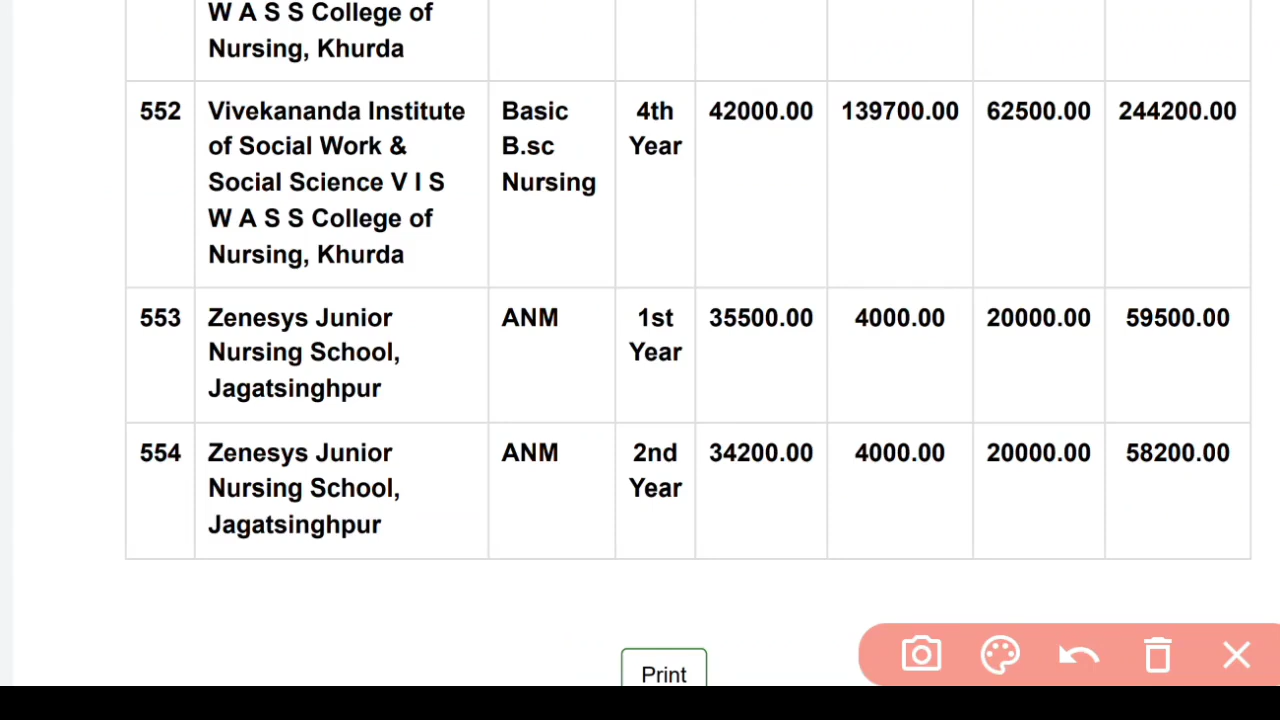 W A S S College of
Nursing, Khurda
552 Vivekananda Institute Basic 4th 42000.00 139700.00 62500.00 244200.00
of Social Work & B.sc Year
Social Science V I S Nursing
W A S S College of
Nursing, Khurda
553 Zenesys Junior ANM 1st 35500.00 4000.00 20000.00 59500.00
Nursing School, Year
Jagatsinghpur
554 Zenesys Junior ANM 2nd 34200.00 4000.00 20000.00 58200.00
Nursing School, Year
Jagatsinghpur
Print